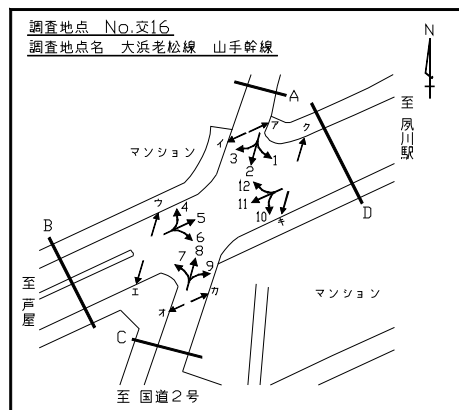 調査地点 No.交16
調査地点名 大浜老松線 山手幹線
N
A
至 夙川駅
ア
ク
イ
マンション
3
1
2
12
11
10
キ
D
ウ
4
5
6
B
7
8
9
至 芦屋
エ
カ
オ
マンション
C
至 国道2号